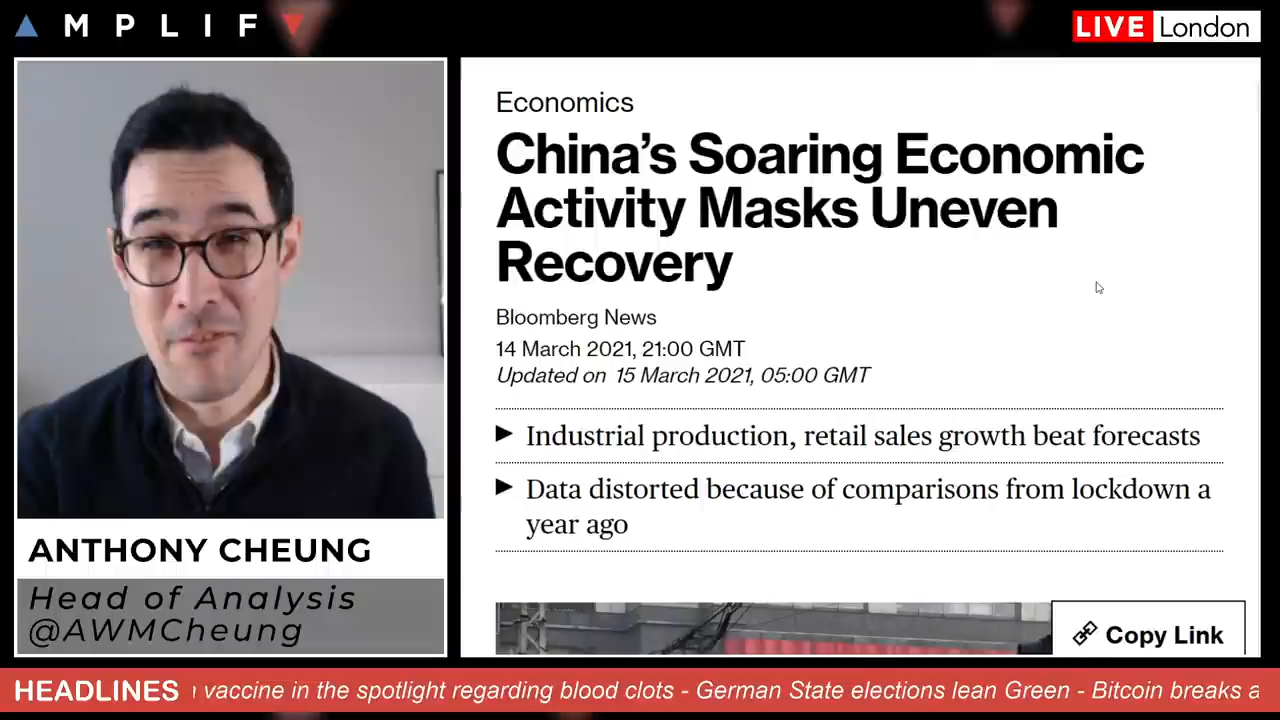 ▲ M P L I F ▼
LIVE London
Economics
China's Soaring Economic
Activity Masks Uneven
Recovery
Bloomberg News
14 March 2021, 21:00 GMT
Updated on 15 March 2021, 05:00 GMT
Industrial production, retail sales growth beat forecasts
Data distorted because of comparisons from lockdown a
year ago
Copy Link
ANTHONY CHEUNG
Head of Analysis
@AWMCheung
HEADLINES vaccine in the spotlight regarding blood clots - German State elections lean Green - Bitcoin breaks